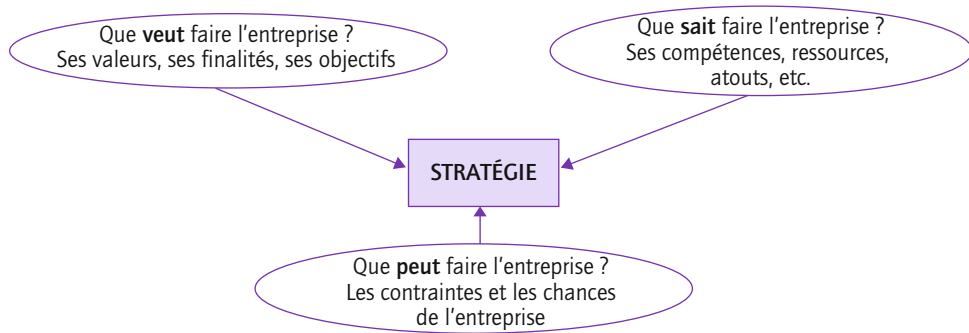 Que veut faire l'entreprise ?
Ses valeurs, ses finalités, ses objectifs
Que sait faire l'entreprise ?
Ses compétences, ressources,
atouts, etc.
STRATÉGIE
Que peut faire l'entreprise ?
Les contraintes et les chances
de l'entreprise